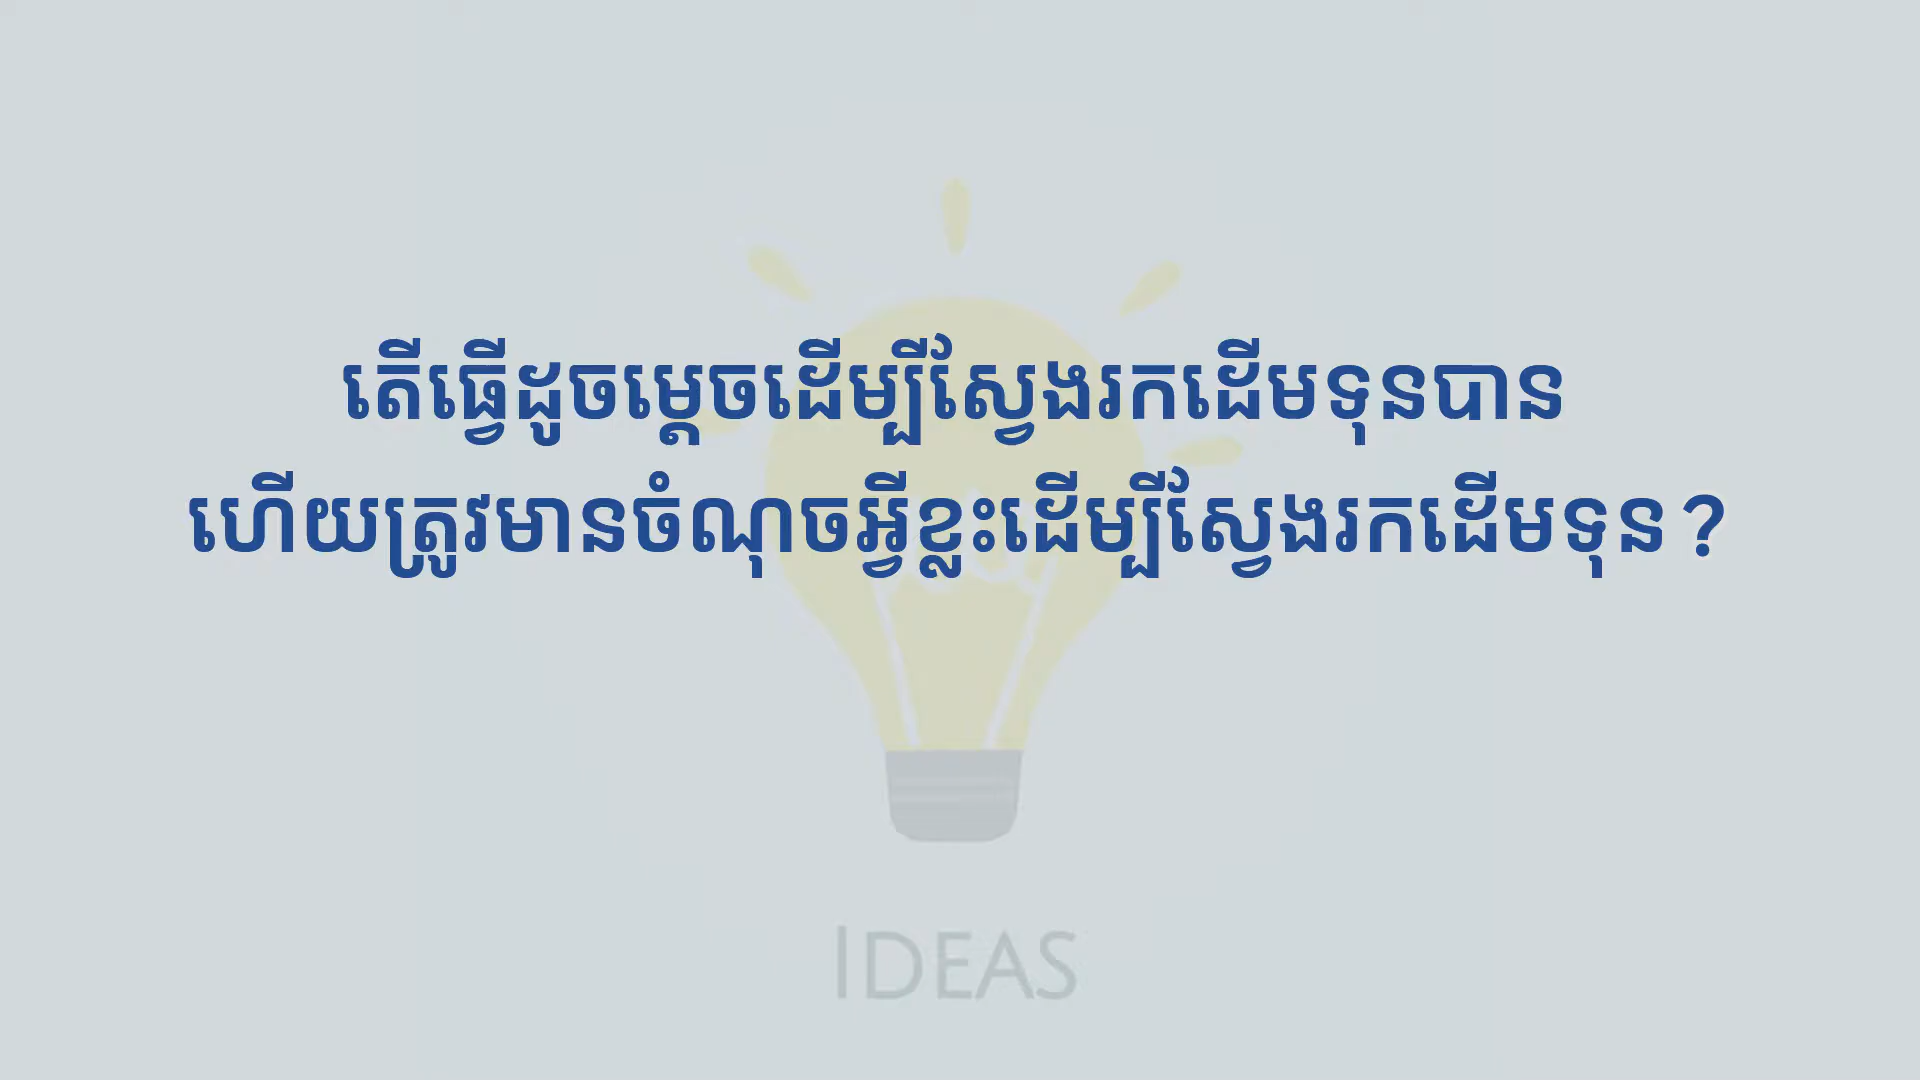 តើធ្វើដូចម្ដេចដើម្បីស្វែងរកដើមទុនបាន
ហើយត្រូវមានចំណុចអ្វីខ្លះដើម្បីស្វែងរកដើមទុន?
IDEAS